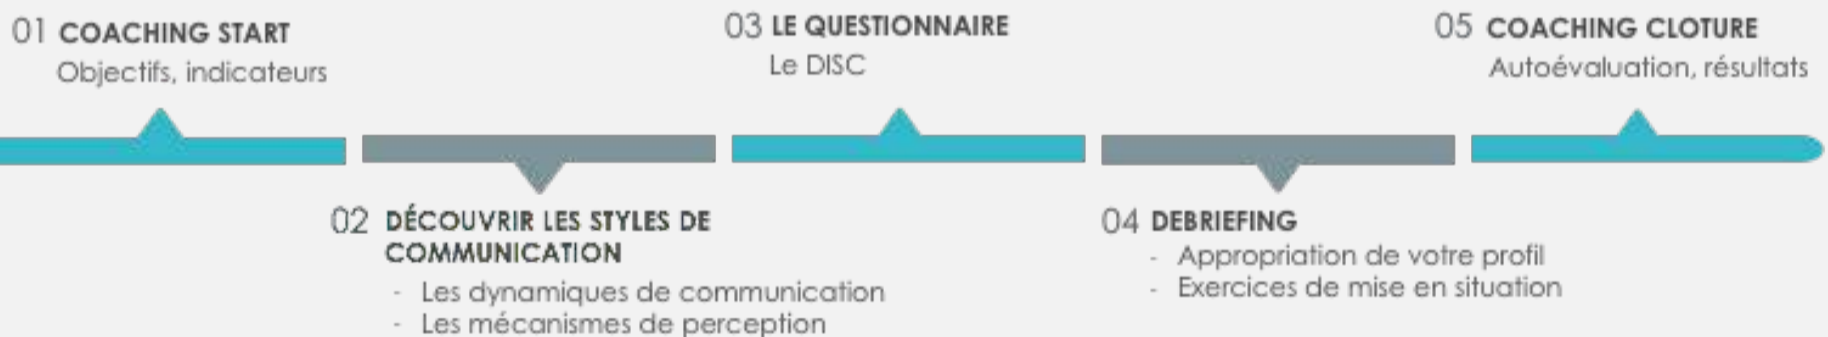 01 COACHING START
Objectifs, indicateurs
02 DÉCOUVRIR LES STYLES DE
COMMUNICATION
- Les dynamiques de communication
- Les mécanismes de perception
03 LE QUESTIONNAIRE
Le DISC
04 DEBRIEFING
- Appropriation de votre profil
- Exercices de mise en situation
05 COACHING CLOTURE
Autoévaluation, résultats